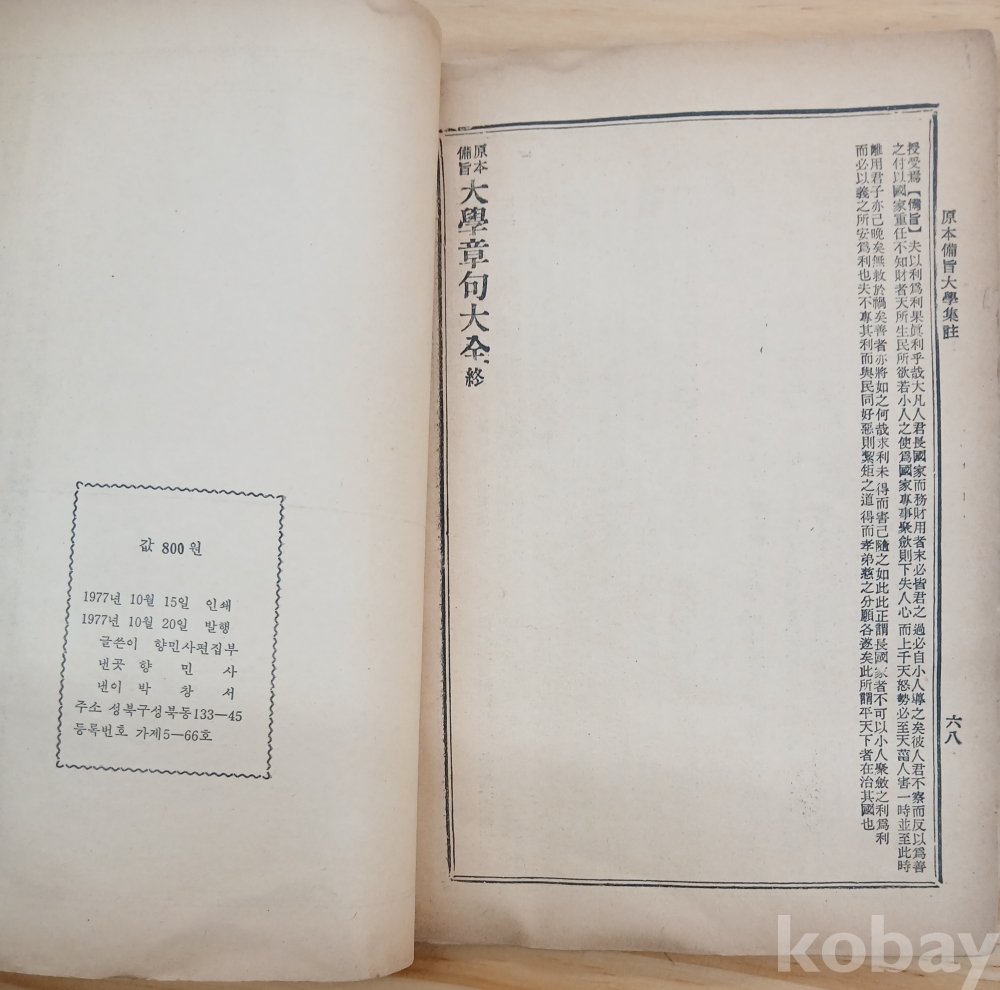 값 800 원
1977년 10월 15일 인쇄
1977년 10월 20일 발행
글쓴이 향민사편집부
낸곳 향 민 사
낸이 박 창 서
주소 성북구성북동133—45
등록번호 가제5—66호
原本備旨大學集註
六八
授受焉【備旨】夫以利爲利果眞利乎哉大凡人君長國家而務財用者末必皆君之過必自小人導之矣彼人君不察而反以爲善
之付以國家重任不知財者天所生民所欲若小人之使爲國家專事聚斂則下失人心而上干天怒勢必至天菑人害一時並至此時
雖用君子亦己晚矣無救於禍矣善者亦將如之何哉求利未得而害己隨之如此此正謂長國家者不可以小人聚斂之利爲利
而必以義之所安爲利也夫不專其利而與民同好惡則絜矩之道得而孝弟慈之分願各遂矣此所謂平天下者在治其國也
原本備旨 大學章句大全 終
kobay